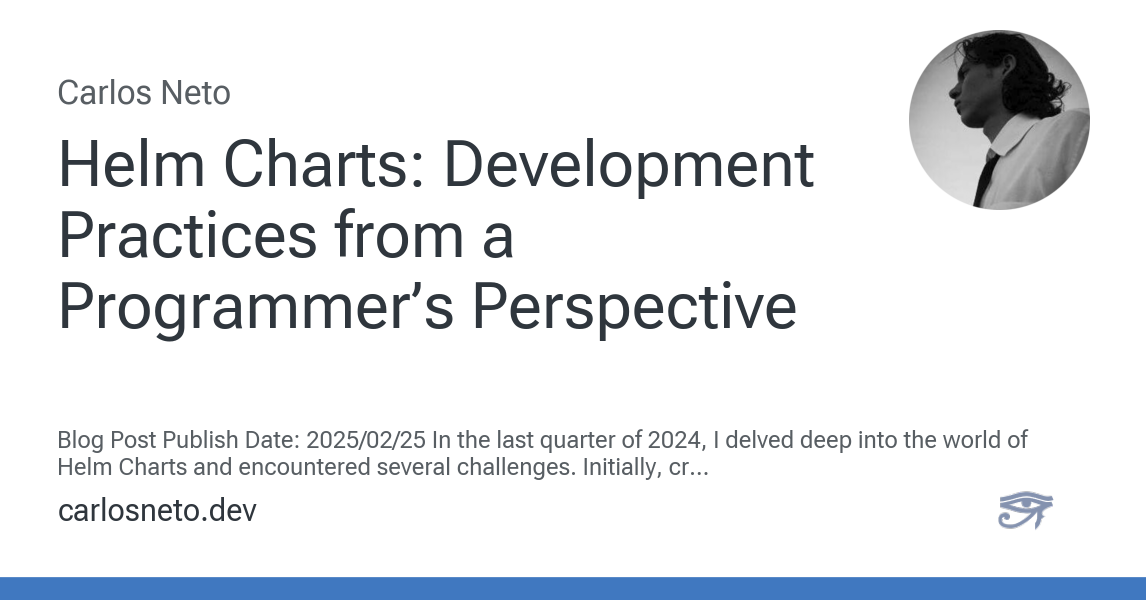 Carlos Neto
Helm Charts: Development
Practices from a
Programmer’s Perspective
Blog Post Publish Date: 2025/02/25 In the last quarter of 2024, I delved deep into the world of
Helm Charts and encountered several challenges. Initially, cr...
carlosneto.dev